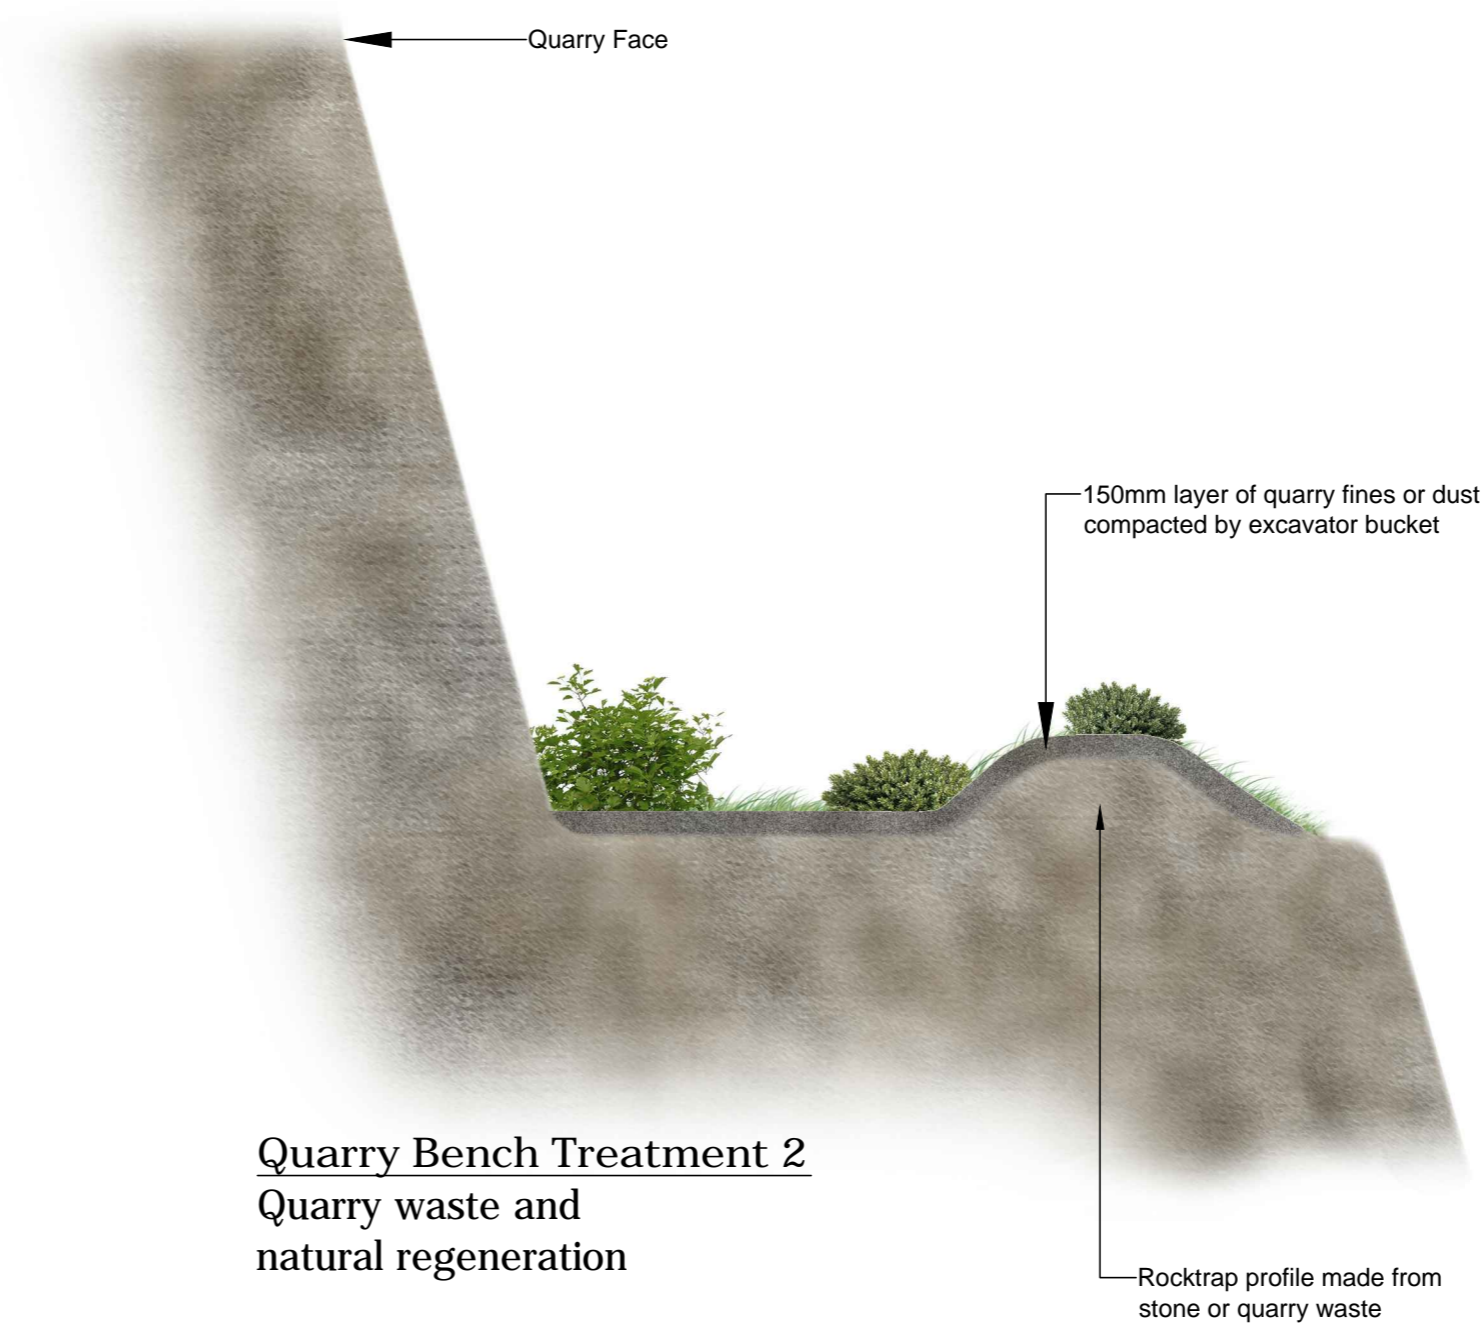 Quarry Face
150mm layer of quarry fines or dust
compacted by excavator bucket
Quarry Bench Treatment 2
Quarry waste and
natural regeneration
Rocktrap profile made from
stone or quarry waste